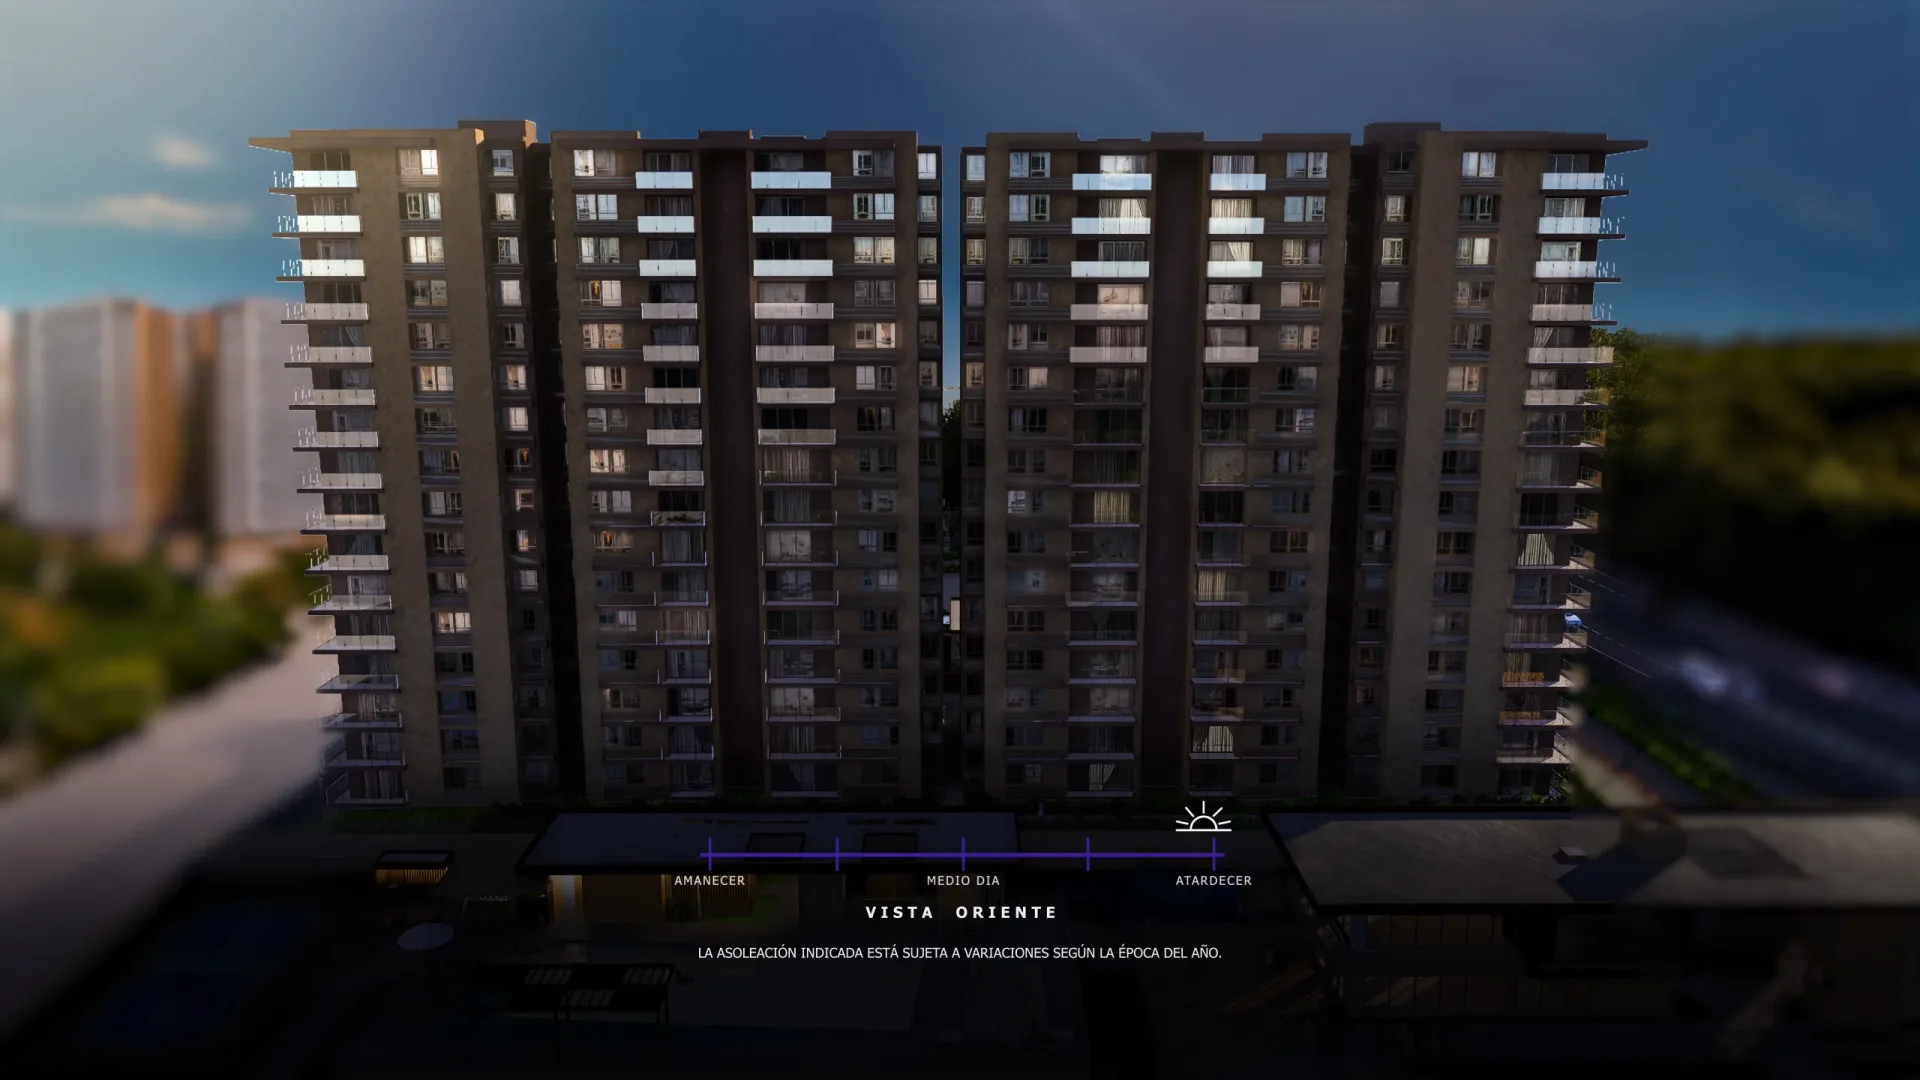 AMANECER
MEDIO DIA
ATARDECER
VISTA ORIENTE
LA ASOLEACIÓN INDICADA ESTÁ SUJETA A VARIACIONES SEGÚN LA ÉPOCA DEL AÑO.